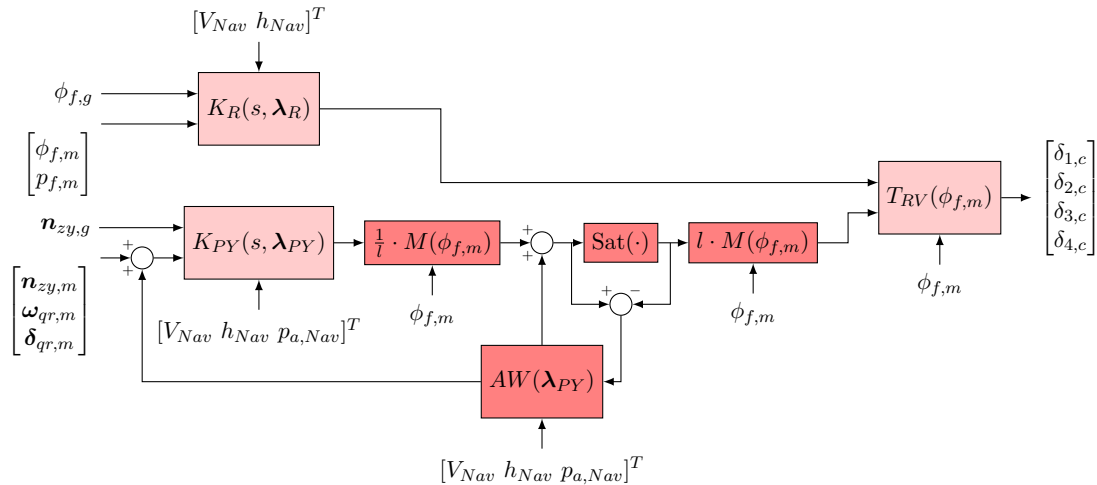 [V_{Nav} h_{Nav}]^T
ϕ_{f,g}
K_R(s, λ_R)
[ϕ_{f,m}
p_{f,m}]
n_{zy,g}
K_{PY}(s, λ_{PY})
+
+
[n_{zy,m}
ω_{qr,m}
δ_{qr,m}]
[V_{Nav} h_{Nav} p_{a,Nav}]^T
1/l · M(ϕ_{f,m})
ϕ_{f,m}
+
+
Sat(·)
+ −
l · M(ϕ_{f,m})
ϕ_{f,m}
AW(λ_{PY})
[V_{Nav} h_{Nav} p_{a,Nav}]^T
T_{RV}(ϕ_{f,m})
ϕ_{f,m}
[δ_{1,c}
δ_{2,c}
δ_{3,c}
δ_{4,c}]